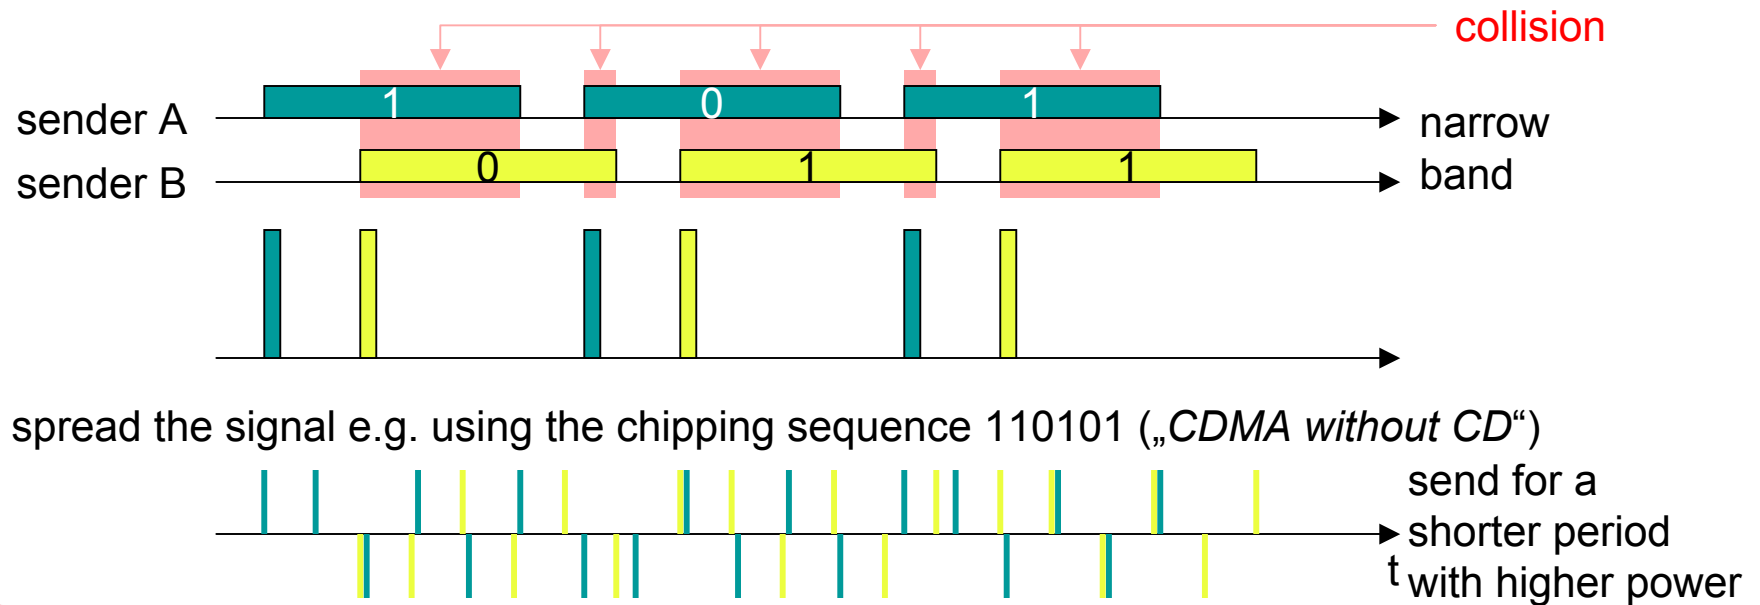 collision
sender A
1
0
1
narrow
band
sender B
0
1
1
spread the signal e.g. using the chipping sequence 110101 („CDMA without CD“)
send for a
shorter period
t
with higher power